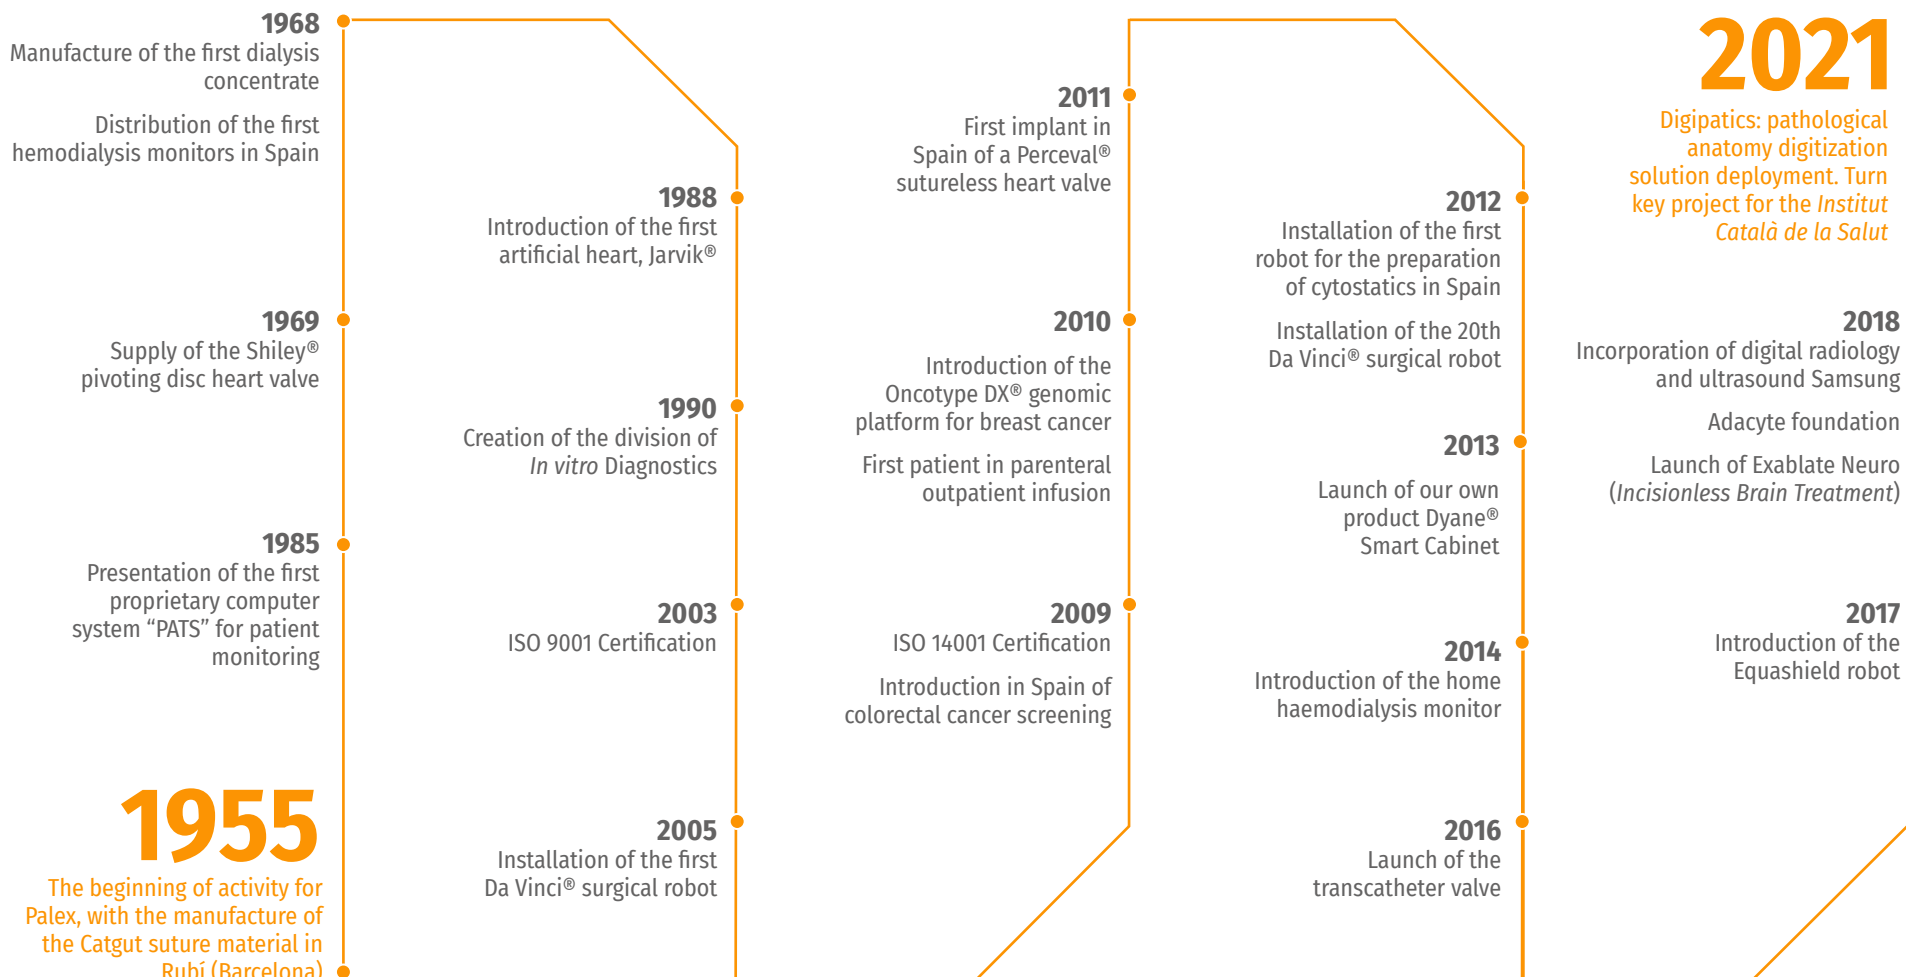 1968
Manufacture of the first dialysis
concentrate
Distribution of the first
hemodialysis monitors in Spain
1969
Supply of the Shiley®
pivoting disc heart valve
1985
Presentation of the first
proprietary computer
system “PATS” for patient
monitoring
1955
The beginning of activity for
Palex, with the manufacture of
the Catgut suture material in
Rubí (Barcelona)
1988
Introduction of the first
artificial heart, Jarvik®
1990
Creation of the division of
In vitro Diagnostics
2003
ISO 9001 Certification
2005
Installation of the first
Da Vinci® surgical robot
2011
First implant in
Spain of a Perceval®
sutureless heart valve
2010
Introduction of the
Oncotype DX® genomic
platform for breast cancer
First patient in parenteral
outpatient infusion
2009
ISO 14001 Certification
Introduction in Spain of
colorectal cancer screening
2012
Installation of the first
robot for the preparation
of cytostatics in Spain
Installation of the 20th
Da Vinci® surgical robot
2013
Launch of our own
product Dyane®
Smart Cabinet
2014
Introduction of the home
haemodialysis monitor
2016
Launch of the
transcatheter valve
2021
Digipatics: pathological
anatomy digitization
solution deployment. Turn
key project for the Institut
Català de la Salut
2018
Incorporation of digital radiology
and ultrasound Samsung
Adacyte foundation
Launch of Exablate Neuro
(Incisionless Brain Treatment)
2017
Introduction of the
Equashield robot